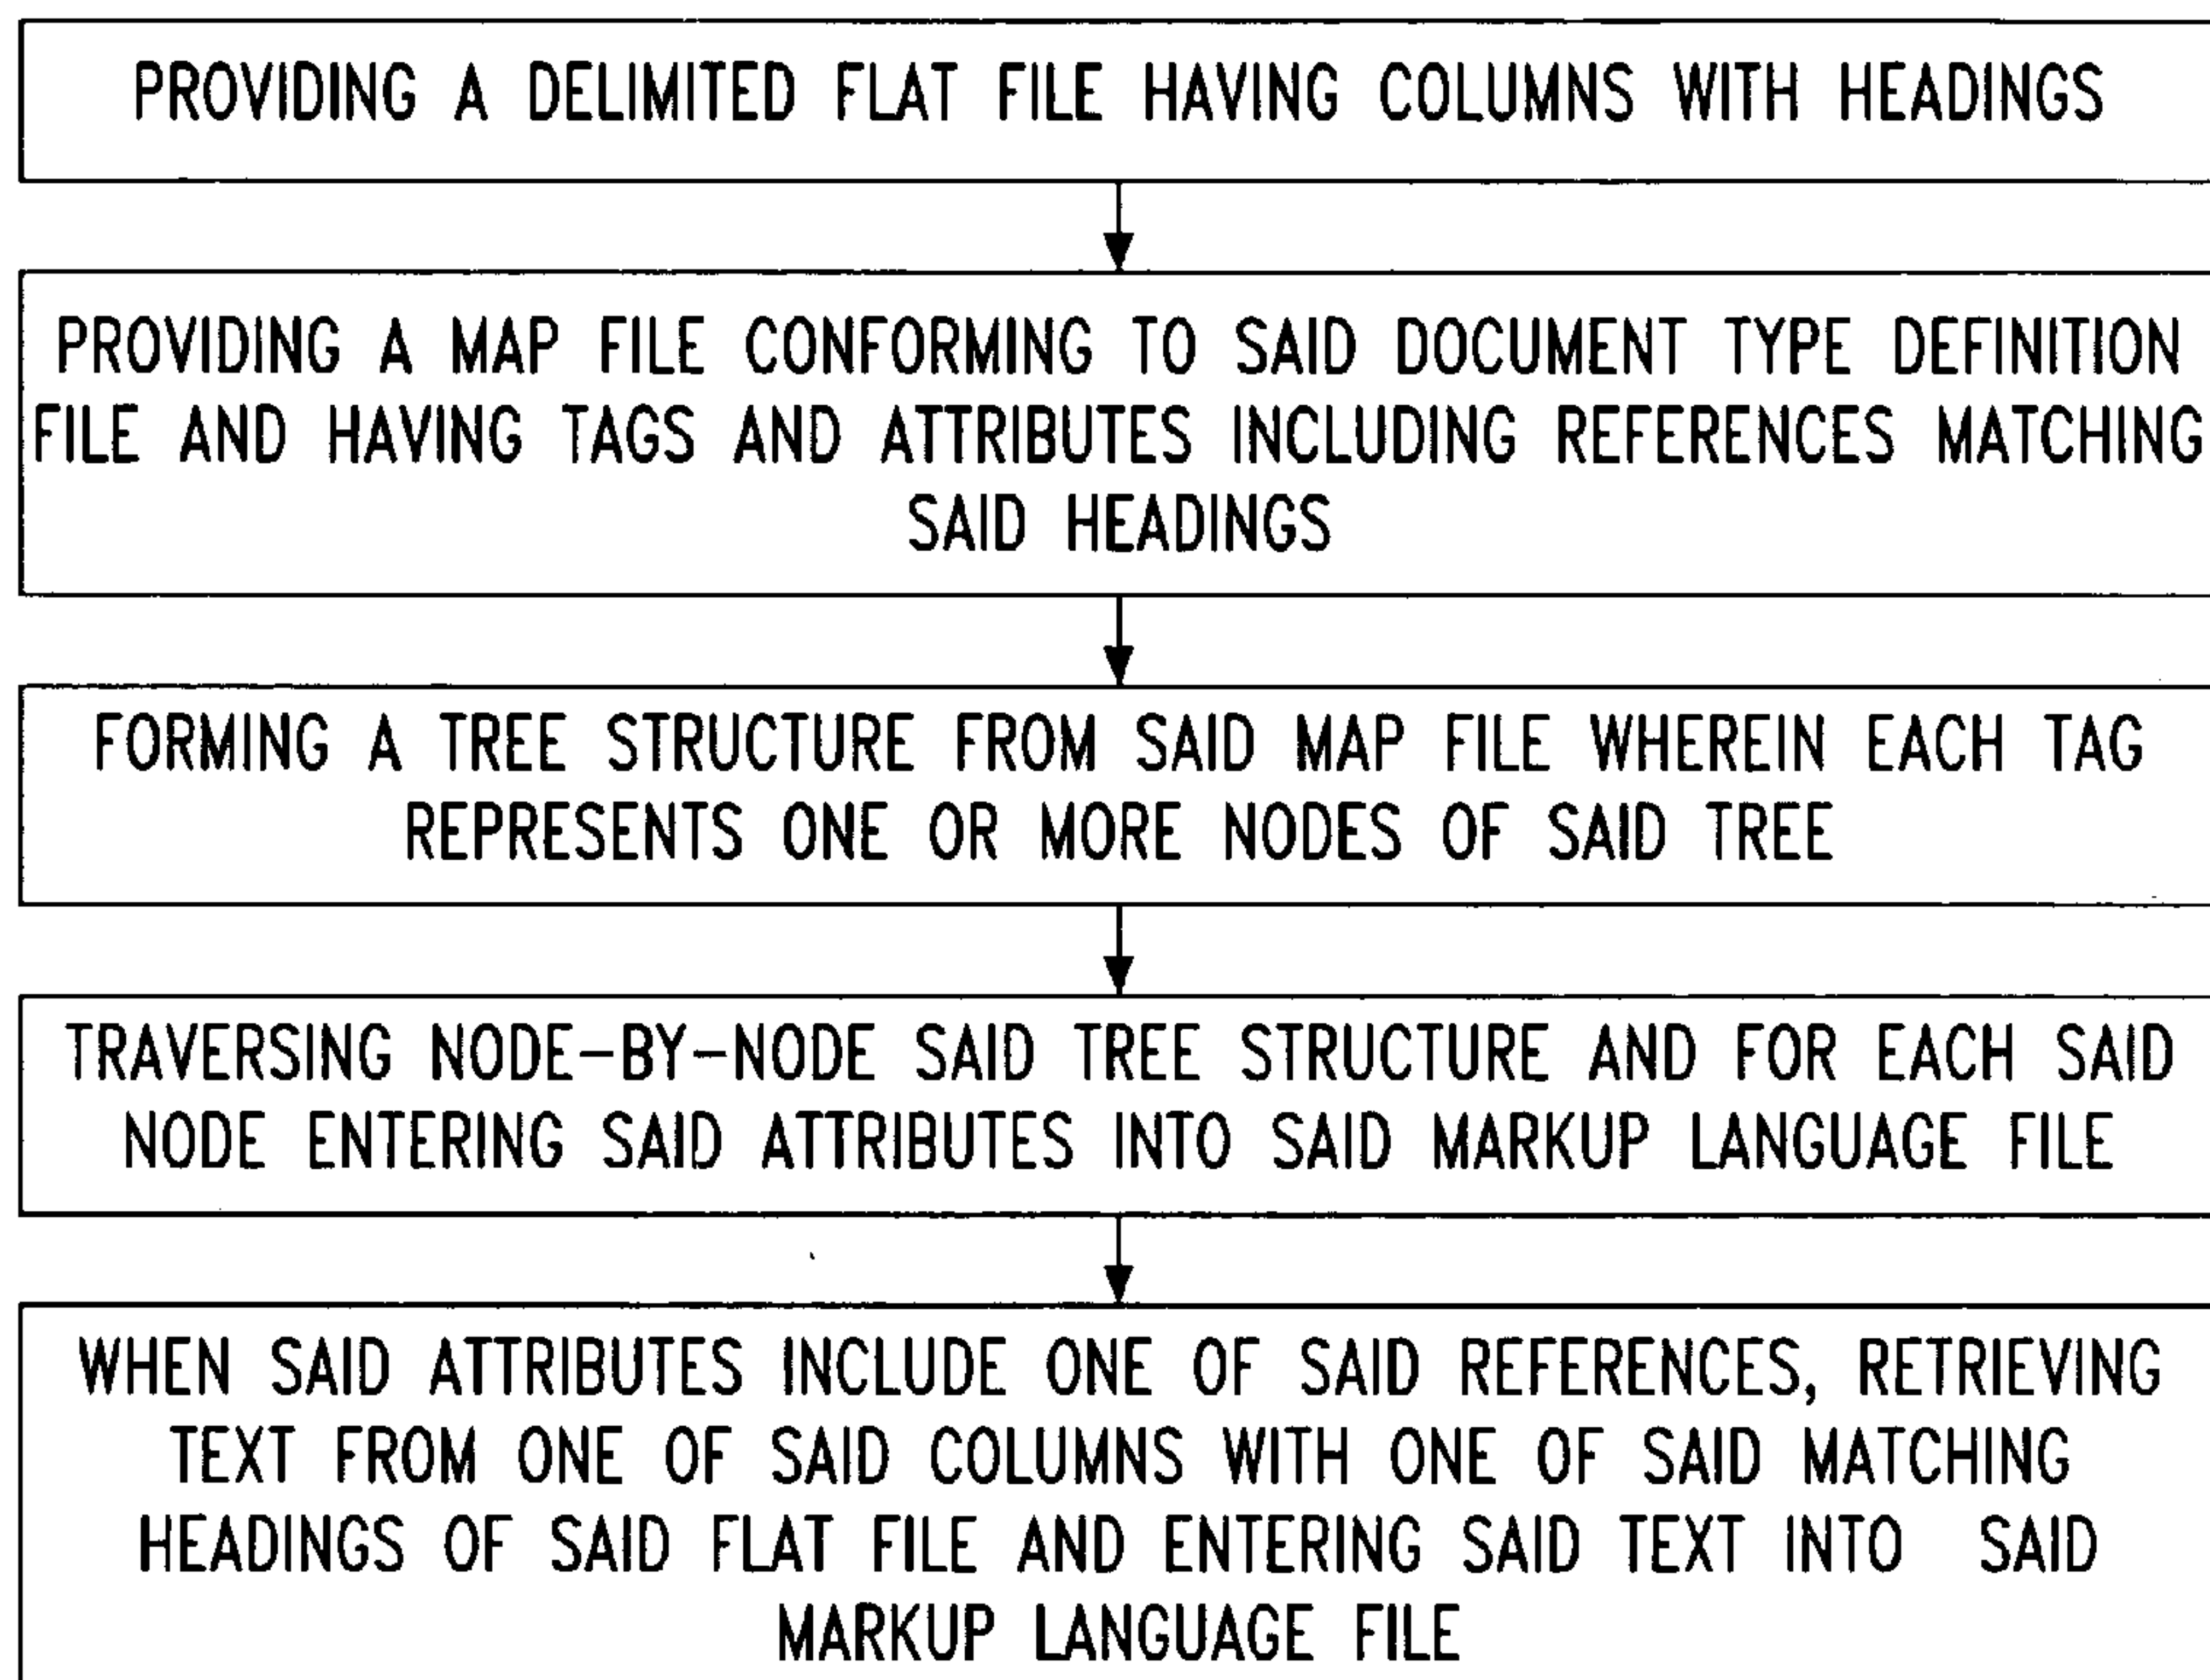 PROVIDING A DELIMITED FLAT FILE HAVING COLUMNS WITH HEADINGS
PROVIDING A MAP FILE CONFORMING TO SAID DOCUMENT TYPE DEFINITION
FILE AND HAVING TAGS AND ATTRIBUTES INCLUDING REFERENCES MATCHING
SAID HEADINGS
FORMING A TREE STRUCTURE FROM SAID MAP FILE WHEREIN EACH TAG
REPRESENTS ONE OR MORE NODES OF SAID TREE
TRAVERSING NODE-BY-NODE SAID TREE STRUCTURE AND FOR EACH SAID
NODE ENTERING SAID ATTRIBUTES INTO SAID MARKUP LANGUAGE FILE
WHEN SAID ATTRIBUTES INCLUDE ONE OF SAID REFERENCES, RETRIEVING
TEXT FROM ONE OF SAID COLUMNS WITH ONE OF SAID MATCHING
HEADINGS OF SAID FLAT FILE AND ENTERING SAID TEXT INTO SAID
MARKUP LANGUAGE FILE